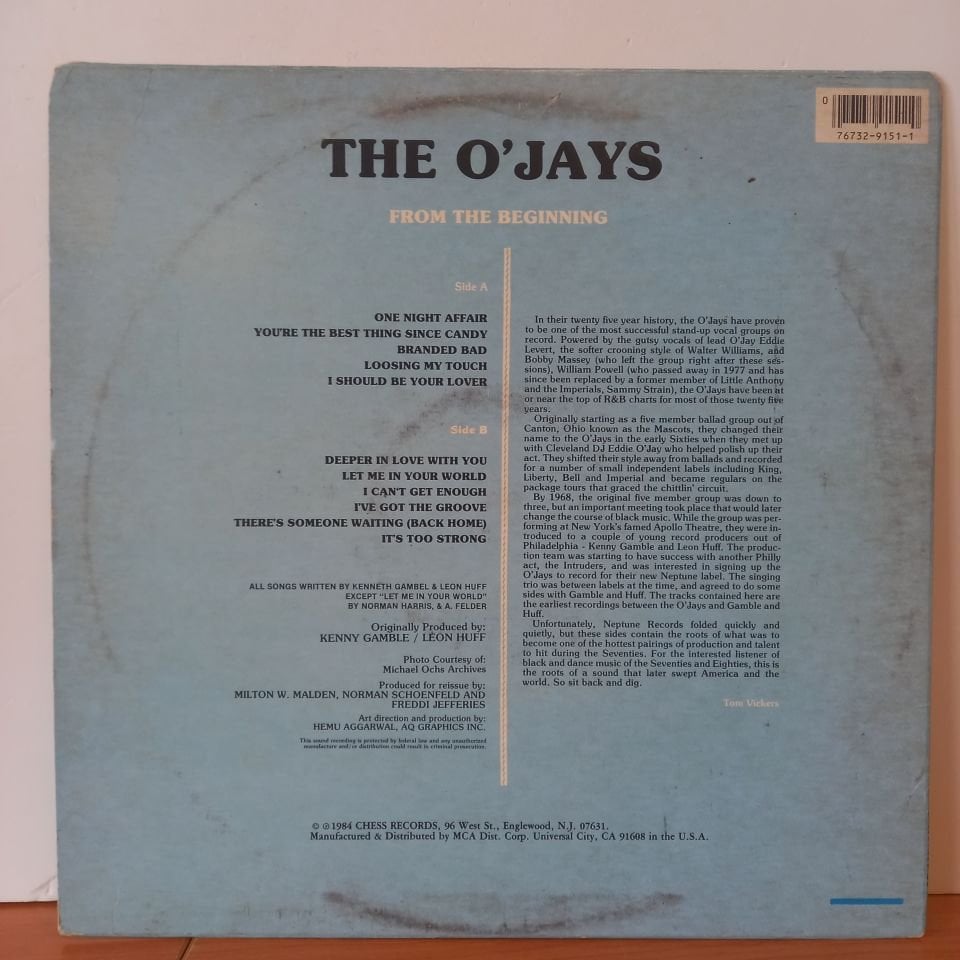 0
76732-9151-1
THE O'JAYS
FROM THE BEGINNING
Side A
ONE NIGHT AFFAIR
YOU'RE THE BEST THING SINCE CANDY
BRANDED BAD
LOOSING MY TOUCH
I SHOULD BE YOUR LOVER
Side B
DEEPER IN LOVE WITH YOU
LET ME IN YOUR WORLD
I CAN'T GET ENOUGH
I'VE GOT THE GROOVE
THERE'S SOMEONE WAITING (BACK HOME)
IT'S TOO STRONG
ALL SONGS WRITTEN BY KENNETH GAMBEL & LEON HUFF
EXCEPT "LET ME IN YOUR WORLD"
BY NORMAN HARRIS, & A. FELDER
Originally Produced by:
KENNY GAMBLE / LEON HUFF
Photo Courtesy of:
Michael Ochs Archives
Produced for reissue by:
MILTON W. MALDEN, NORMAN SCHOENFELD AND
FREDDI JEFFERIES
Art direction and production by:
HEMU AGGARWAL, AQ GRAPHICS INC.
This sound recording is protected by federal law and any unauthorized
manufacture and/or distribution could result in criminal prosecution.
In their twenty five year history, the O'Jays have proven
to be one of the most successful stand-up vocal groups on
record. Powered by the gutsy vocals of lead O'Jay Eddie
Levert, the softer crooning style of Walter Williams, and
Bobby Massey (who left the group right after these ses-
sions), William Powell (who passed away in 1977 and has
since been replaced by a former member of Little Anthony
and the Imperials, Sammy Strain), the O'Jays have been at
or near the top of R&B charts for most of those twenty five
years.
Originally starting as a five member ballad group out of
Canton, Ohio known as the Mascots, they changed their
name to the O'Jays in the early Sixties when they met up
with Cleveland DJ Eddie O'Jay who helped polish up their
act. They shifted their style away from ballads and recorded
for a number of small independent labels including King,
Liberty, Bell and Imperial and became regulars on the
package tours that graced the chittlin' circuit.
By 1968, the original five member group was down to
three, but an important meeting took place that would later
change the course of black music. While the group was per-
forming at New York's famed Apollo Theatre, they were in-
troduced to a couple of young record producers out of
Philadelphia - Kenny Gamble and Leon Huff. The produc-
tion team was starting to have success with another Philly
act, the Intruders, and was interested in signing up the
O'Jays to record for their new Neptune label. The singing
trio was between labels at the time, and agreed to do some
sides with Gamble and Huff. The tracks contained here are
the earliest recordings between the O'Jays and Gamble and
Huff.
Unfortunately, Neptune Records folded quickly and
quietly, but these sides contain the roots of what was to
become one of the hottest pairings of production and talent
to hit during the Seventies. For the interested listener of
black and dance music of the Seventies and Eighties, this is
the roots of a sound that later swept America and the
world. So sit back and dig.
Tom Vickers
© ℗ 1984 CHESS RECORDS, 96 West St., Englewood, N.J. 07631.
Manufactured & Distributed by MCA Dist. Corp. Universal City, CA 91608 in the U.S.A.